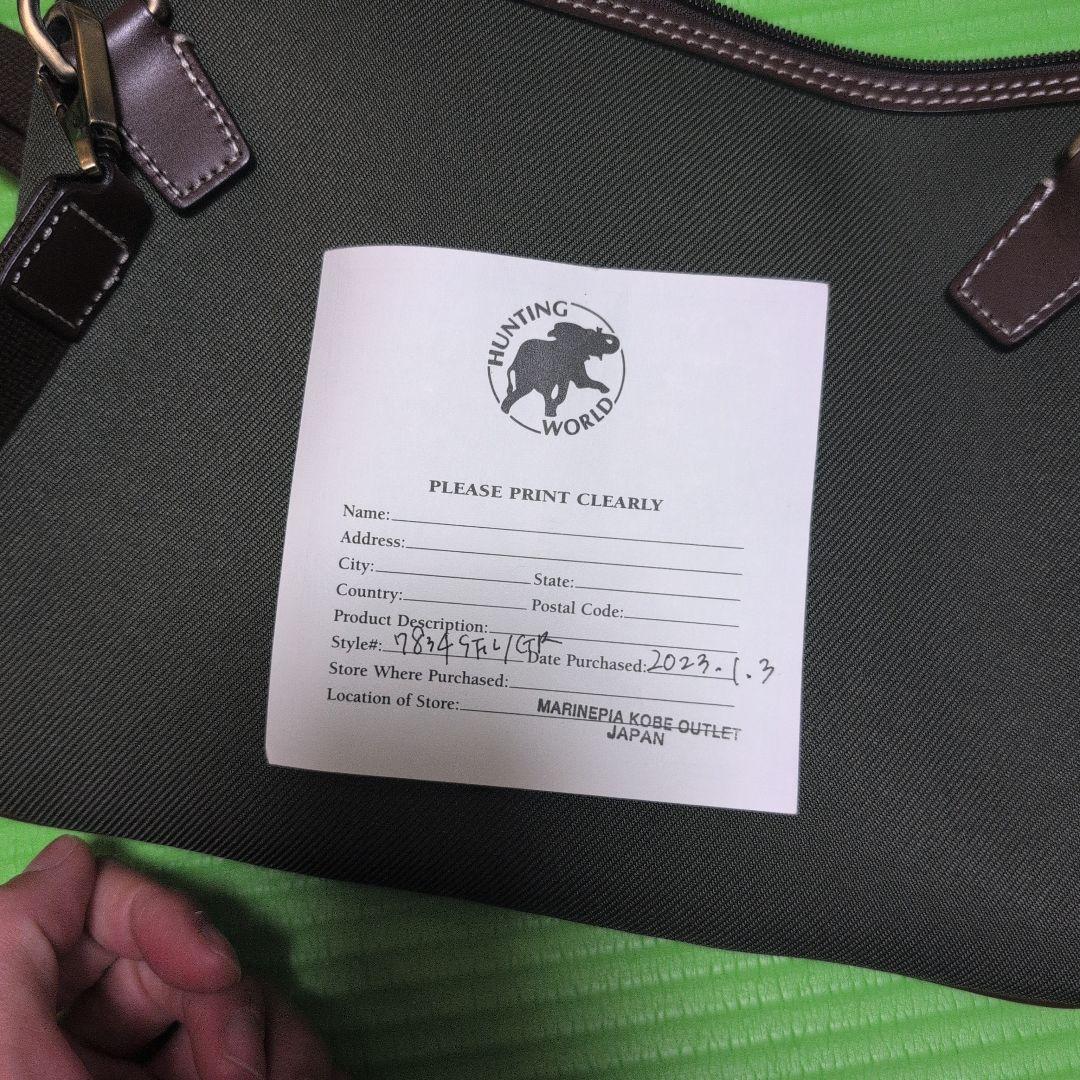 HUNTING
WORLD
PLEASE PRINT CLEARLY
Name:
Address:
City: State:
Country: Postal Code:
Product Description:
Style#: Date Purchased: 2023.1.3
Store Where Purchased:
Location of Store: MARINEPIA KOBE OUTLET
JAPAN